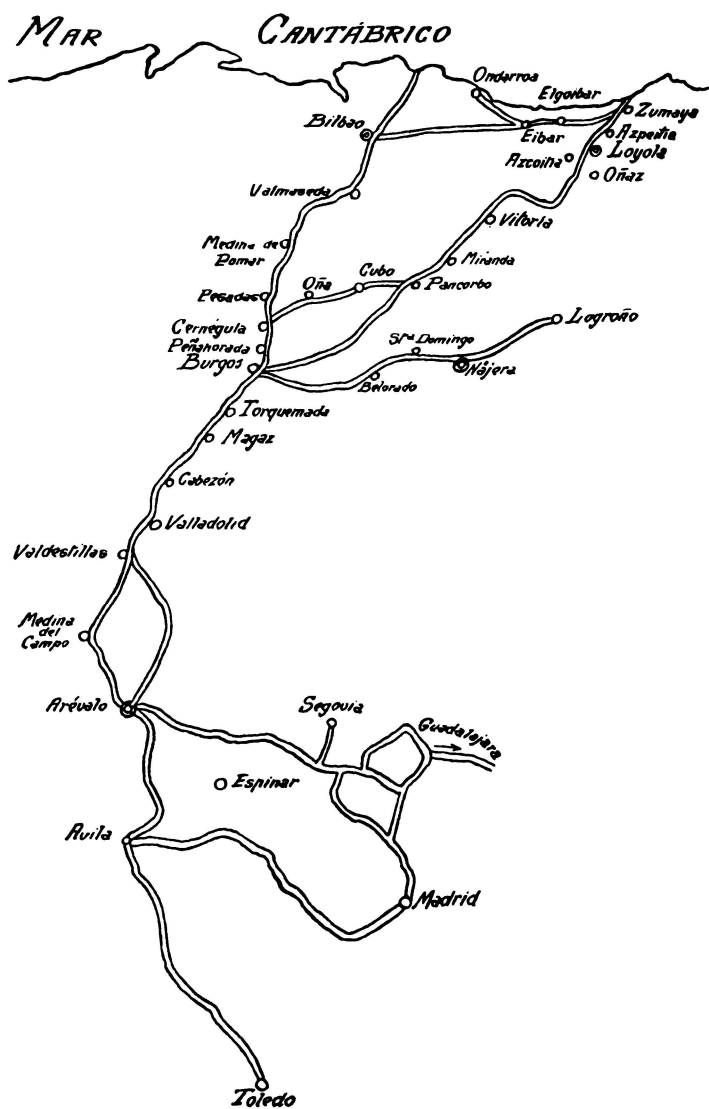 MAR CANTÁBRICO
Ondarroa
Elgoibar
Zumaya
Bilbao
Eibar
Azpeitia
Azcoitia
Loyola
Oñaz
Valmaseda
Vitoria
Medina de
Pomar
Miranda
Cubo
Oña
Pancorbo
Pesadas
Cernégula
Logroño
Peñahorada
Sta Domingo
Burgos
Nájera
Belorado
Torquemada
Magaz
Cabezón
Valladolid
Valdestillas
Medina
del
Campo
Arévalo
Segovia
Guadalajara
Espinar
Avila
Madrid
Toledo